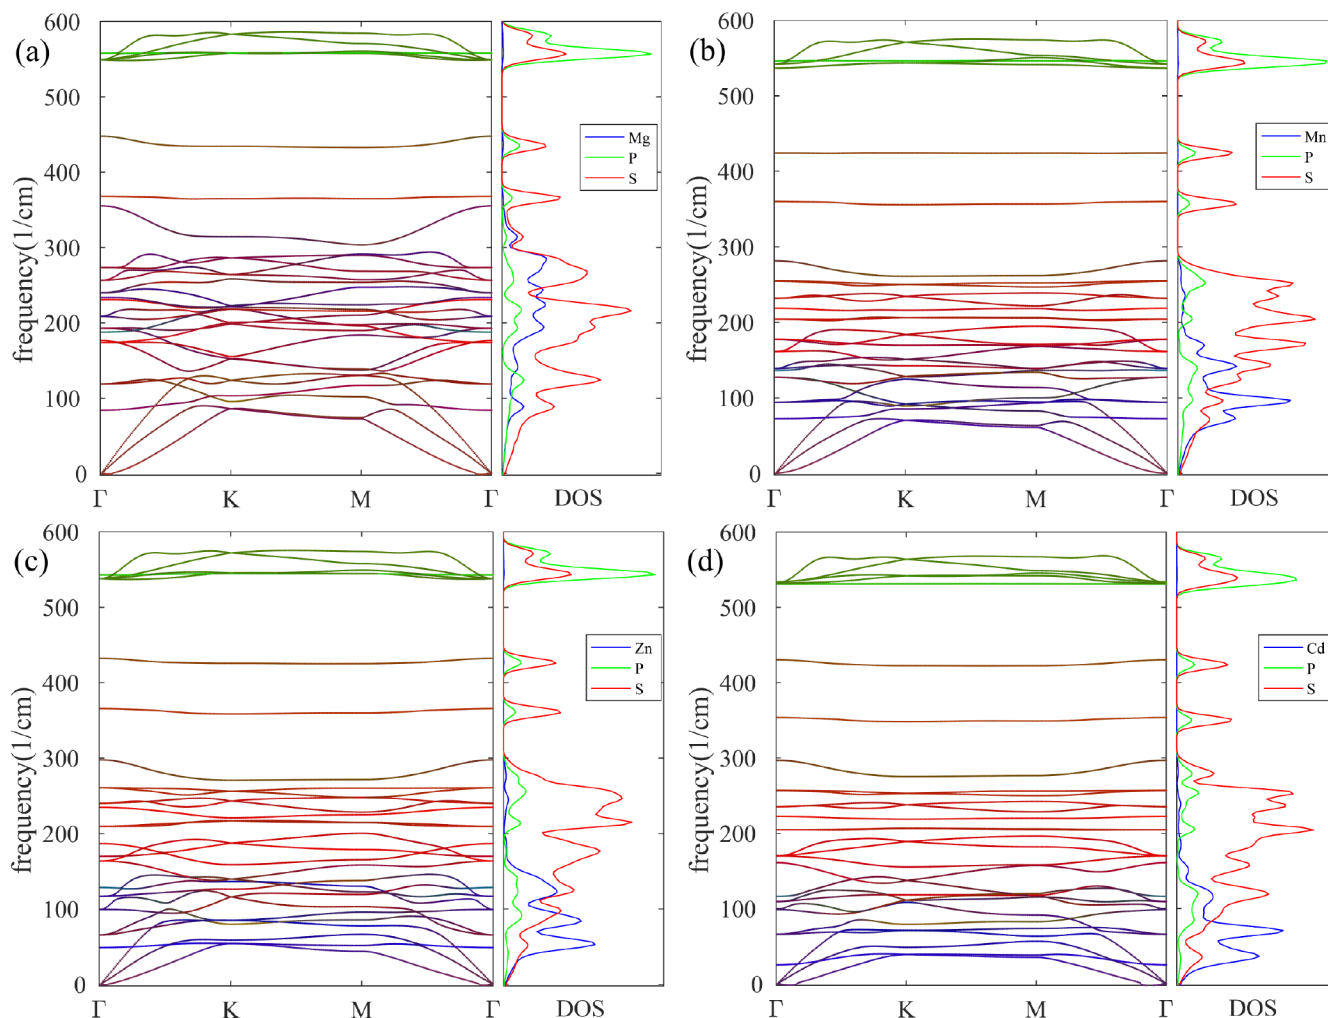 (a)
frequency(1/cm)
600
500
400
300
200
100
0
Γ K M Γ DOS
Mg
P
S
(b)
frequency(1/cm)
600
500
400
300
200
100
0
Γ K M Γ DOS
Mn
P
S
(c)
frequency(1/cm)
600
500
400
300
200
100
0
Γ K M Γ DOS
Zn
P
S
(d)
frequency(1/cm)
600
500
400
300
200
100
0
Γ K M Γ DOS
Cd
P
S